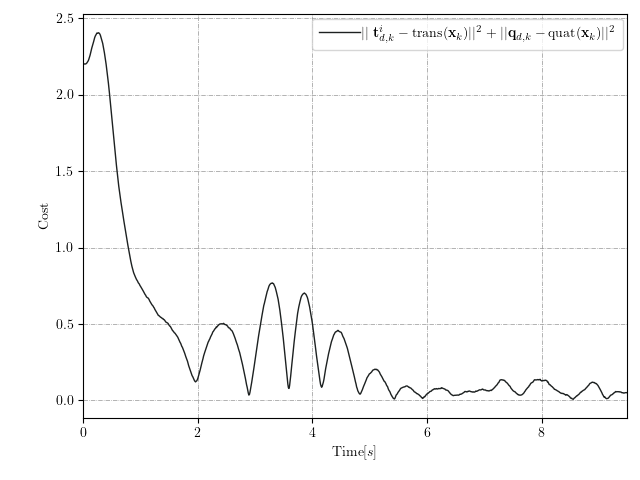 || t^i_{d,k} − trans(x_k)||^2 + ||q_{d,k} − quat(x_k)||^2
2.5
2.0
1.5
1.0
0.5
0.0
Cost
0 2 4 6 8
Time[s]